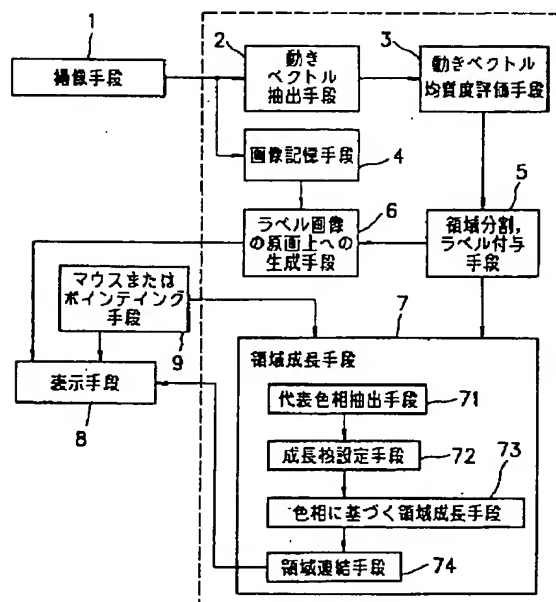 1
撮像手段
2
動き
ベクトル
抽出手段
3
動きベクトル
均質度評価手段
画像記憶手段
4
5
6
ラベル画像
の原画上への
生成手段
領域分割,
ラベル付与
手段
マウスまたは
ポインテイング
手段
9
7
表示手段
8
領域成長手段
代表色相抽出手段
71
成長核設定手段
72
73
色相に基づく領域成長手段
領域連結手段
74